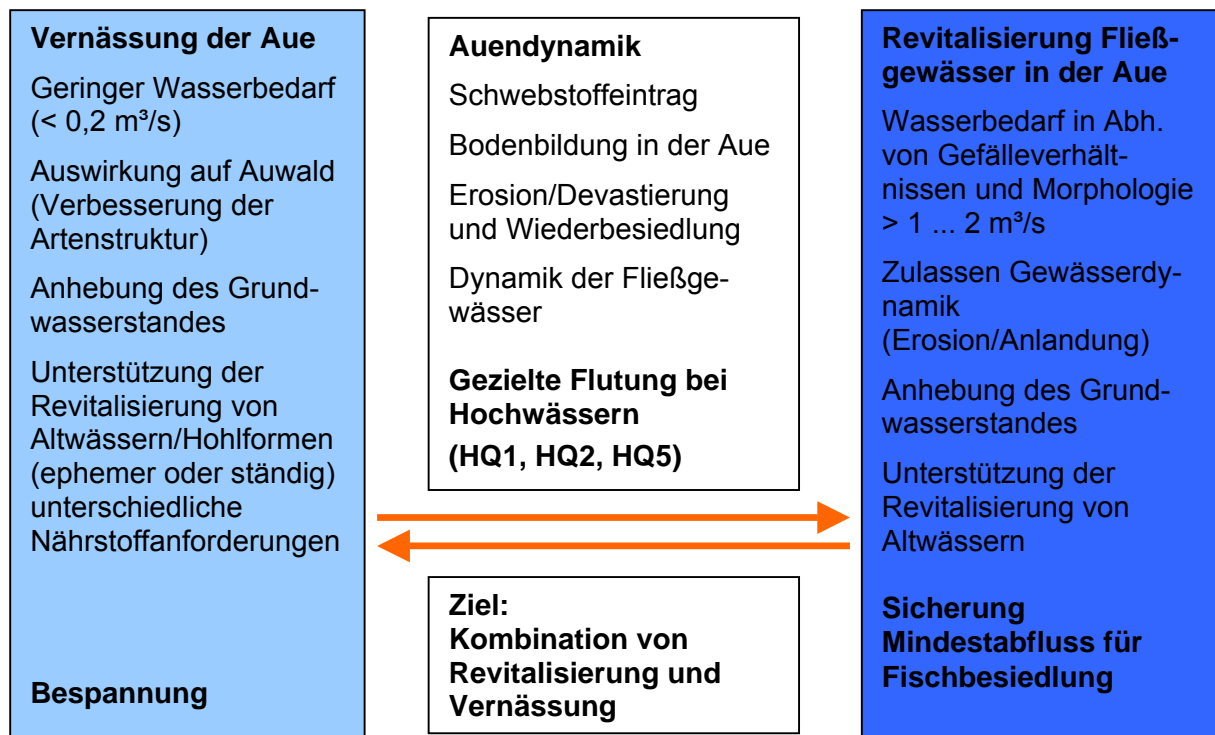 Vernässung der Aue
Geringer Wasserbedarf
(< 0,2 m³/s)
Auswirkung auf Auwald
(Verbesserung der
Artenstruktur)
Anhebung des Grund-
wasserstandes
Unterstützung der
Revitalisierung von
Altwässern/Hohlformen
(ephemer oder ständig)
unterschiedliche
Nährstoffanforderungen
Bespannung
Auendynamik
Schwebstoffeintrag
Bodenbildung in der Aue
Erosion/Devastierung
und Wiederbesiedlung
Dynamik der Fließge-
wässer
Gezielte Flutung bei
Hochwässern
(HQ1, HQ2, HQ5)
Ziel:
Kombination von
Revitalisierung und
Vernässung
Revitalisierung Fließ-
gewässer in der Aue
Wasserbedarf in Abh.
von Gefälleverhält-
nissen und Morphologie
> 1 ... 2 m³/s
Zulassen Gewässerdy-
namik
(Erosion/Anlandung)
Anhebung des Grund-
wasserstandes
Unterstützung der
Revitalisierung von
Altwässern
Sicherung
Mindestabfluss für
Fischbesiedlung